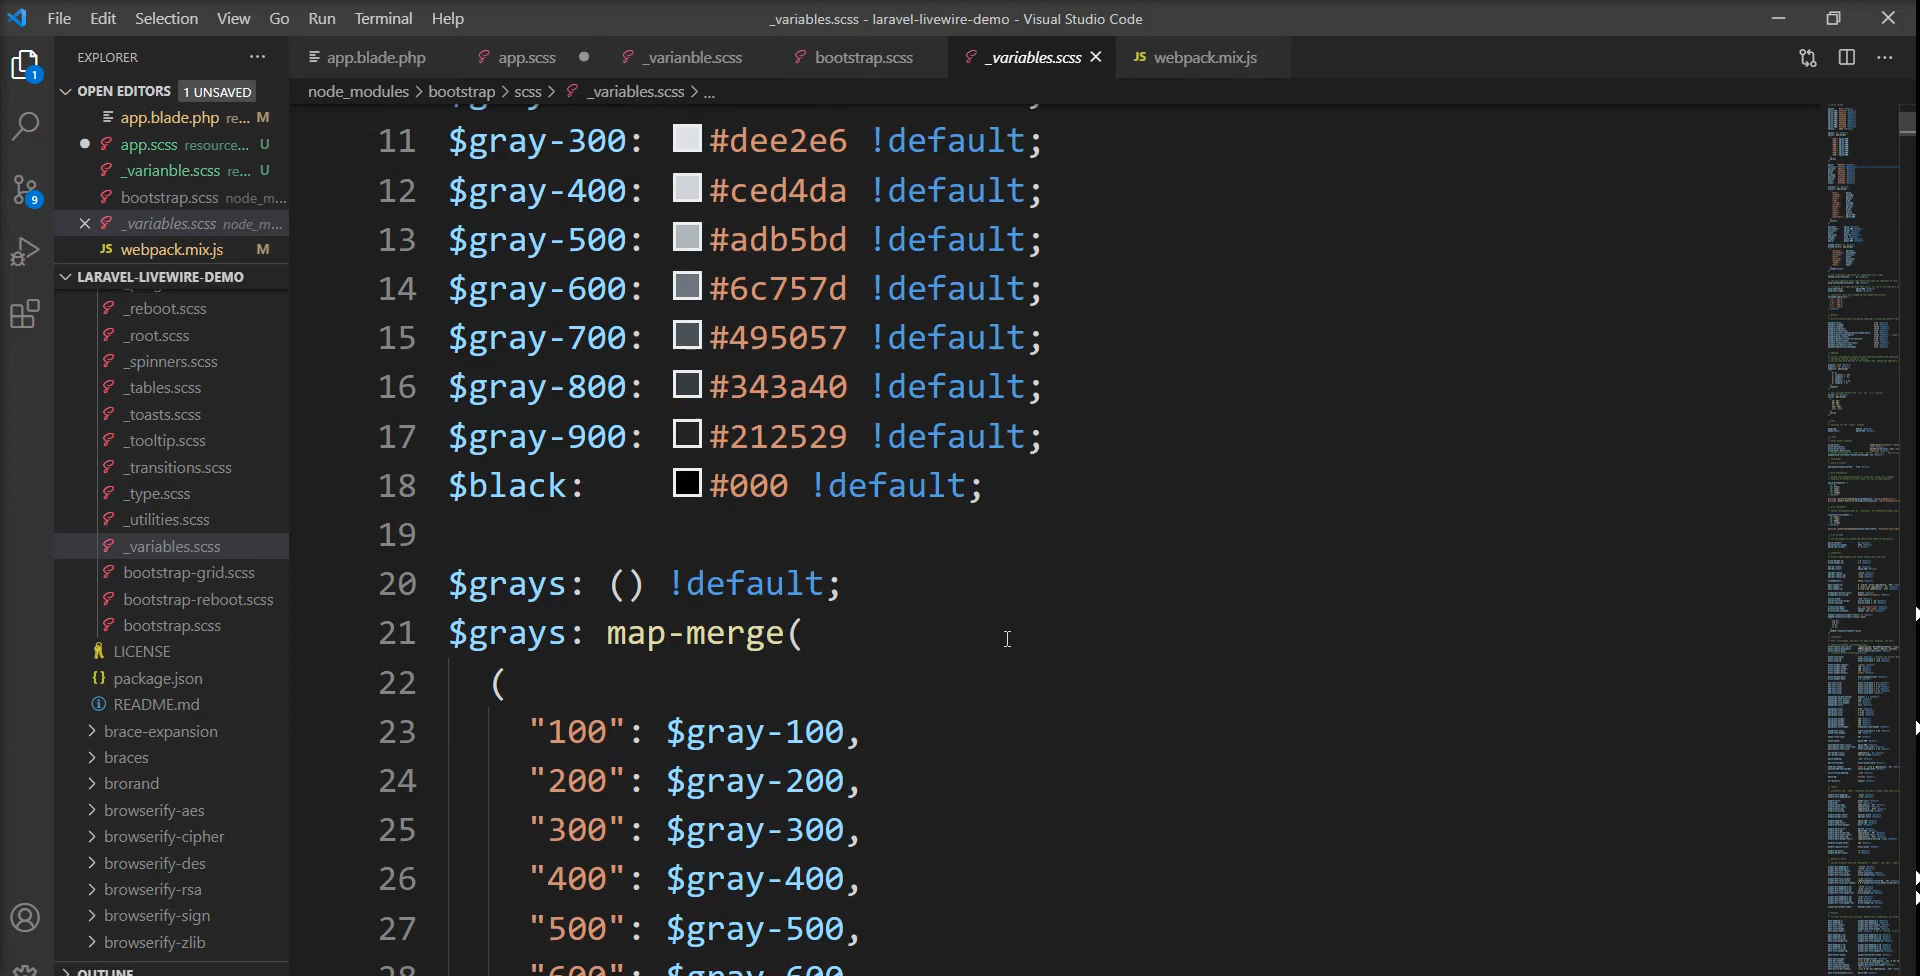 File Edit Selection View Go Run Terminal Help _variables.scss - laravel-livewire-demo - Visual Studio Code
EXPLORER ···
app.blade.php app.scss _varianble.scss bootstrap.scss _variables.scss JS webpack.mix.js
OPEN EDITORS 1 UNSAVED
node_modules > bootstrap > scss > _variables.scss > ...
app.blade.php re... M
app.scss resource... U
_varianble.scss re... U
bootstrap.scss node_m...
_variables.scss node_m...
JS webpack.mix.js M
LARAVEL-LIVEWIRE-DEMO
_reboot.scss
_root.scss
_spinners.scss
_tables.scss
_toasts.scss
_tooltip.scss
_transitions.scss
_type.scss
_utilities.scss
_variables.scss
bootstrap-grid.scss
bootstrap-reboot.scss
bootstrap.scss
LICENSE
{} package.json
README.md
brace-expansion
braces
brorand
browserify-aes
browserify-cipher
browserify-des
browserify-rsa
browserify-sign
browserify-zlib
OUTLINE
1
9
11 $gray-300: #dee2e6 !default;
12 $gray-400: #ced4da !default;
13 $gray-500: #adb5bd !default;
14 $gray-600: #6c757d !default;
15 $gray-700: #495057 !default;
16 $gray-800: #343a40 !default;
17 $gray-900: #212529 !default;
18 $black: #000 !default;
19
20 $grays: () !default;
21 $grays: map-merge(
22 (
23 "100": $gray-100,
24 "200": $gray-200,
25 "300": $gray-300,
26 "400": $gray-400,
27 "500": $gray-500,
28 "600": $gray-600